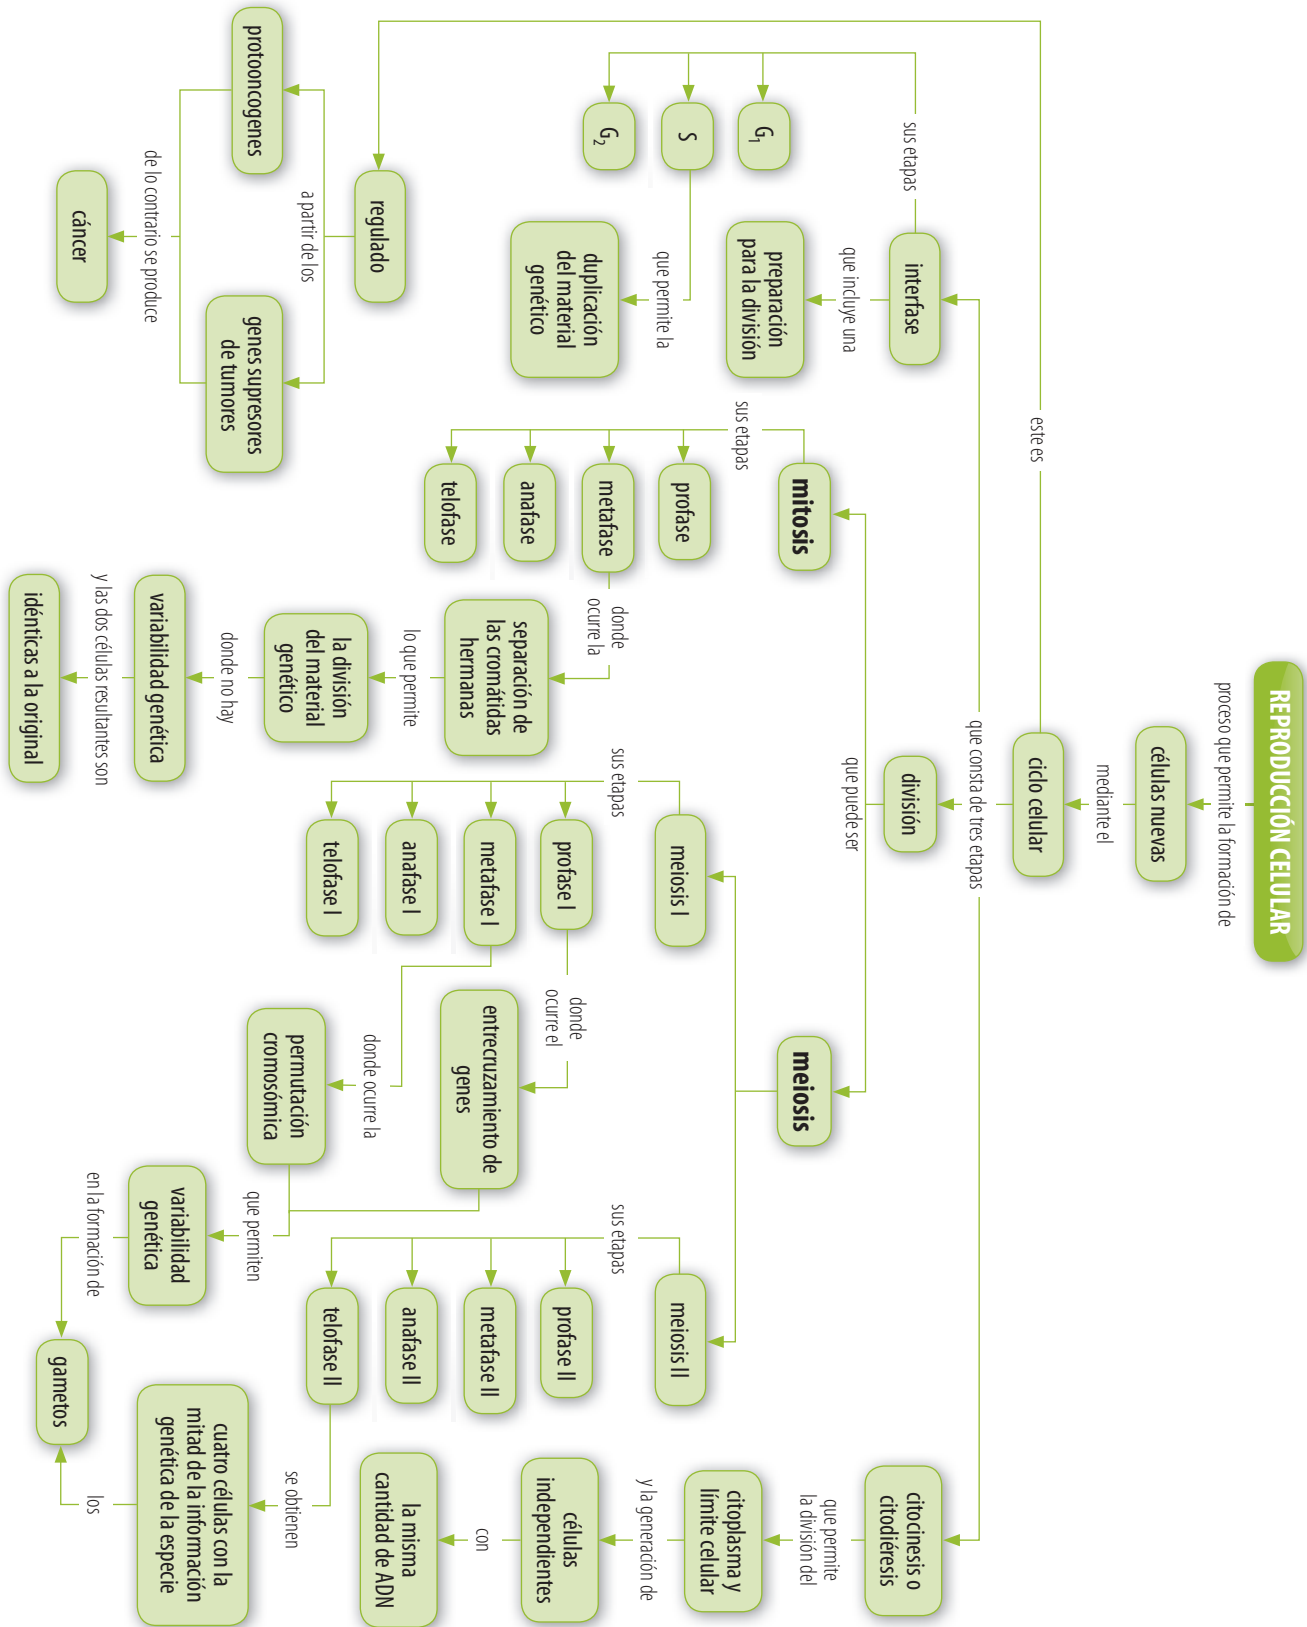 REPRODUCCIÓN CELULAR
proceso que permite la formación de
células nuevas
mediante el
ciclo celular
este es
que consta de tres etapas
interfase
sus etapas
G1
S
G2
que incluye una
preparación
para la división
que permite la
duplicación
del material
genético
regulado
a partir de los
protooncogenes
genes supresores
de tumores
de lo contrario se produce
cáncer
división
que puede ser
mitosis
sus etapas
profase
metafase
anafase
telofase
donde
ocurre la
separación de
las cromátidas
hermanas
lo que permite
la división
del material
genético
donde no hay
variabilidad genética
y las dos células resultantes son
idénticas a la original
meiosis
meiosis I
sus etapas
profase I
metafase I
anafase I
telofase I
donde
ocurre el
entrecruzamiento de
genes
donde ocurre la
permutación
cromosómica
que permiten
variabilidad
genética
en la formación de
gametos
meiosis II
sus etapas
profase II
metafase II
anafase II
telofase II
se obtienen
cuatro células con la
mitad de la información
genética de la especie
los
citocinesis o
citodiéresis
que permite
la división del
citoplasma y
límite celular
y la generación de
células
independientes
con
la misma
cantidad de ADN